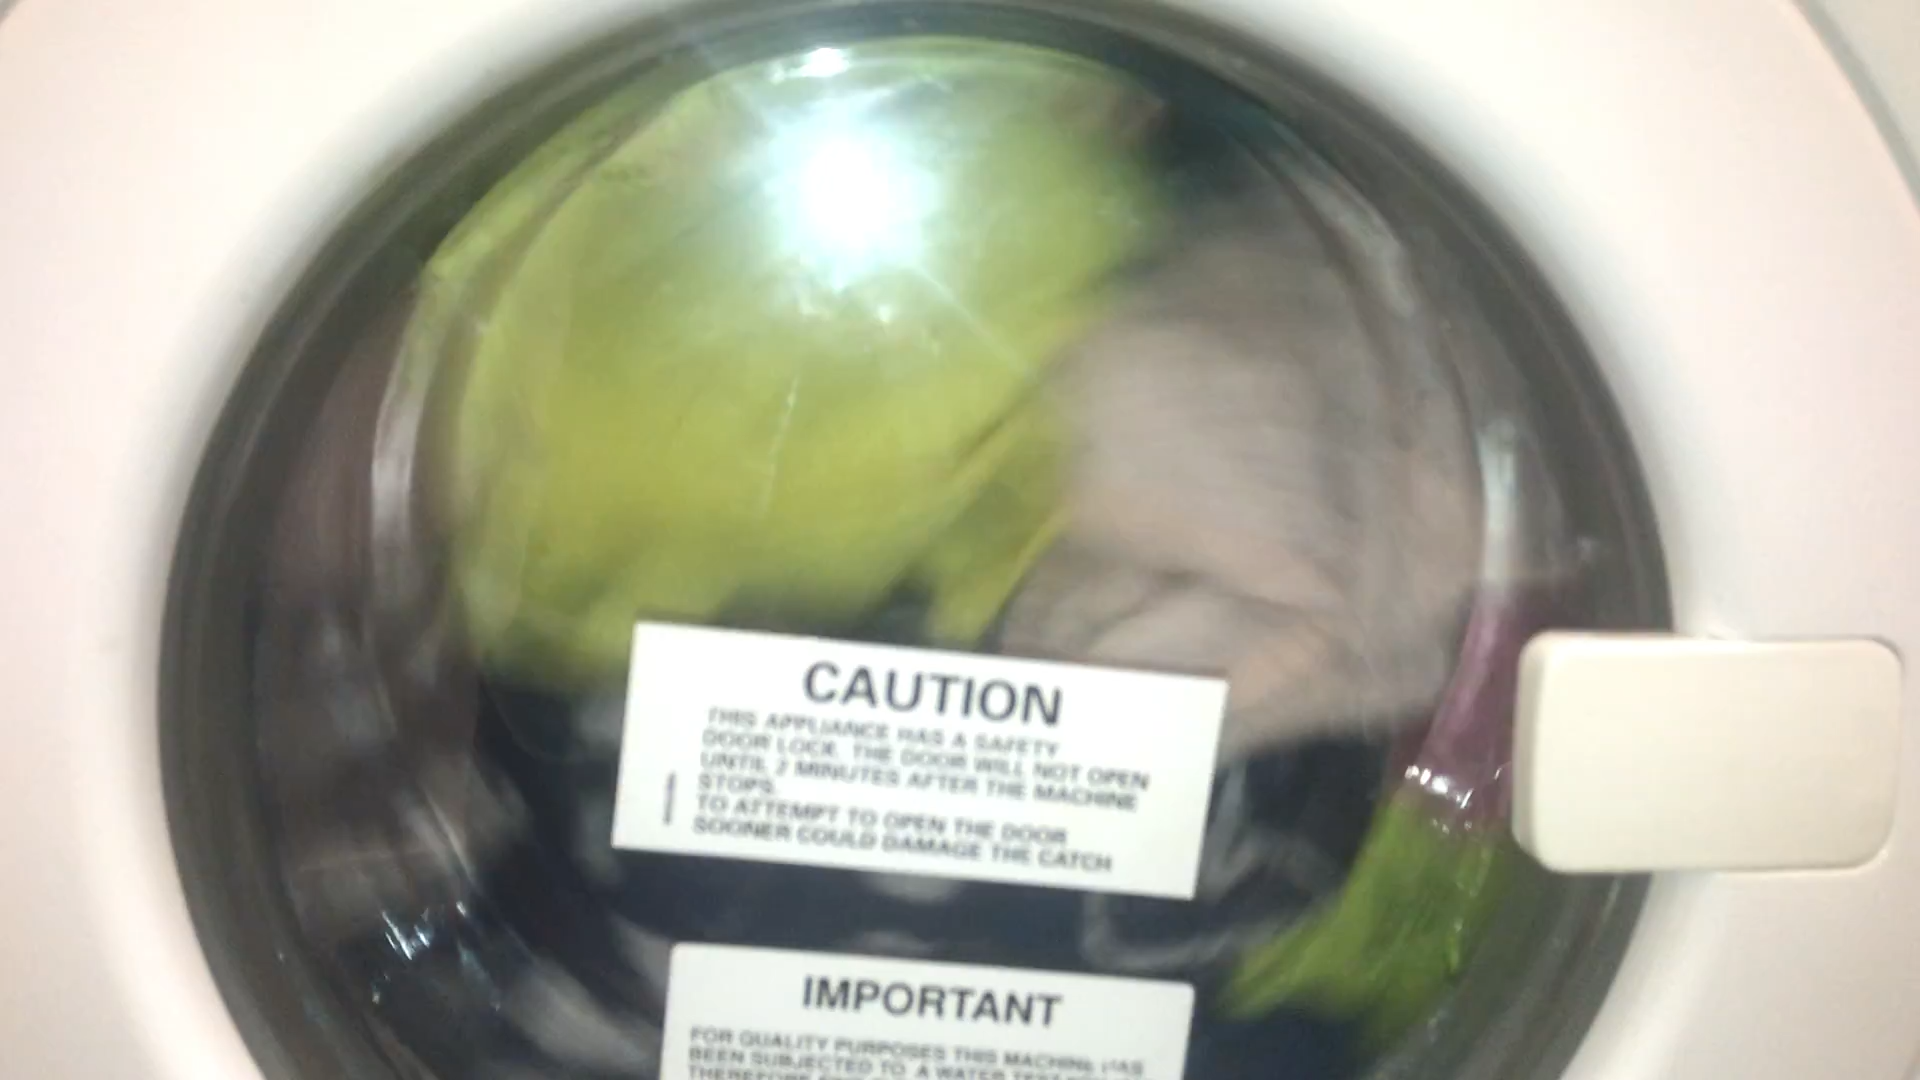 CAUTION
THIS APPLIANCE HAS A SAFETY
DOOR LOCK. THE DOOR WILL NOT OPEN
UNTIL 2 MINUTES AFTER THE MACHINE
STOPS.
TO ATTEMPT TO OPEN THE DOOR
SOONER COULD DAMAGE THE CATCH
IMPORTANT
FOR QUALITY PURPOSES THIS MACHINE HAS
BEEN SUBJECTED TO A WATER TEST
THEREFORE